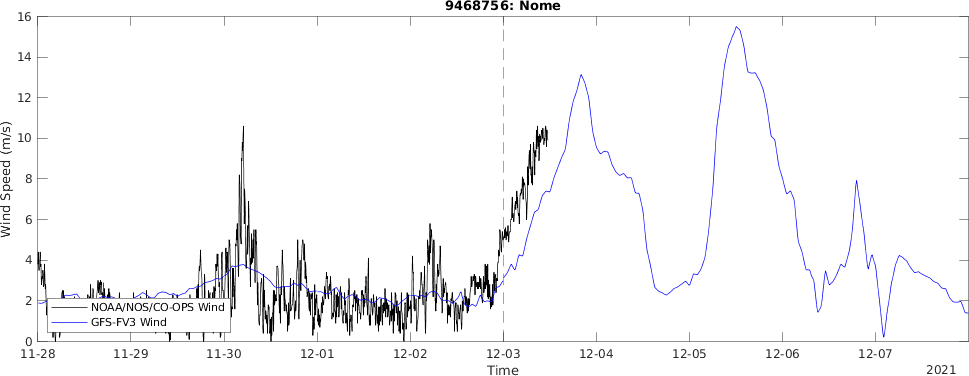 9468756: Nome
16
14
12
10
8
6
4
2
0
Wind Speed (m/s)
NOAA/NOS/CO-OPS Wind
GFS-FV3 Wind
11-28 11-29 11-30 12-01 12-02 12-03 12-04 12-05 12-06 12-07
Time
2021